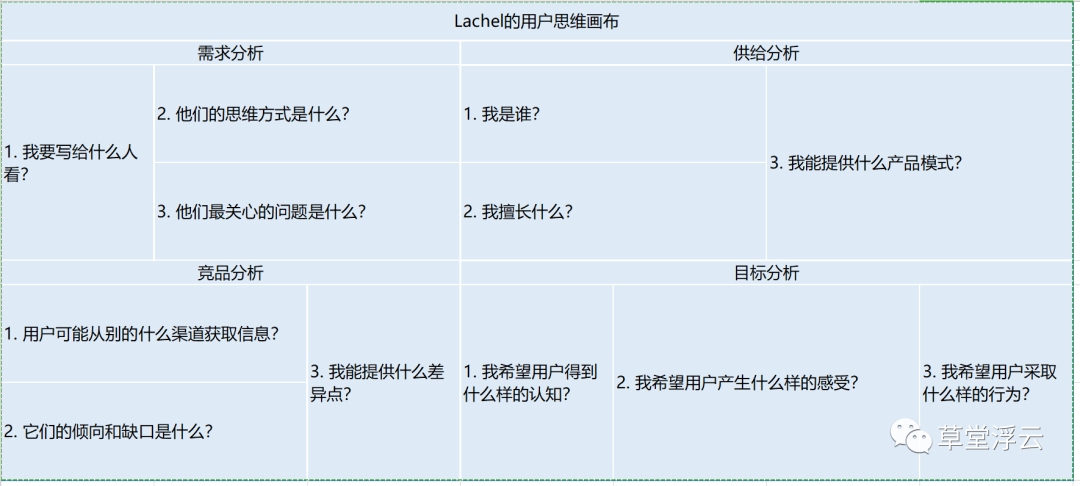 Lachel的用户思维画布
需求分析
供给分析
1. 我要写给什么人
看?
2. 他们的思维方式是什么?
3. 他们最关心的问题是什么?
1. 我是谁?
2. 我擅长什么?
3. 我能提供什么产品模式?
竞品分析
目标分析
1. 用户可能从别的什么渠道获取信息?
2. 它们的倾向和缺口是什么?
3. 我能提供什么差
异点?
1. 我希望用户得到
什么样的认知?
2. 我希望用户产生什么样的感受?
3. 我希望用户采取
什么样的行为?
草堂浮云